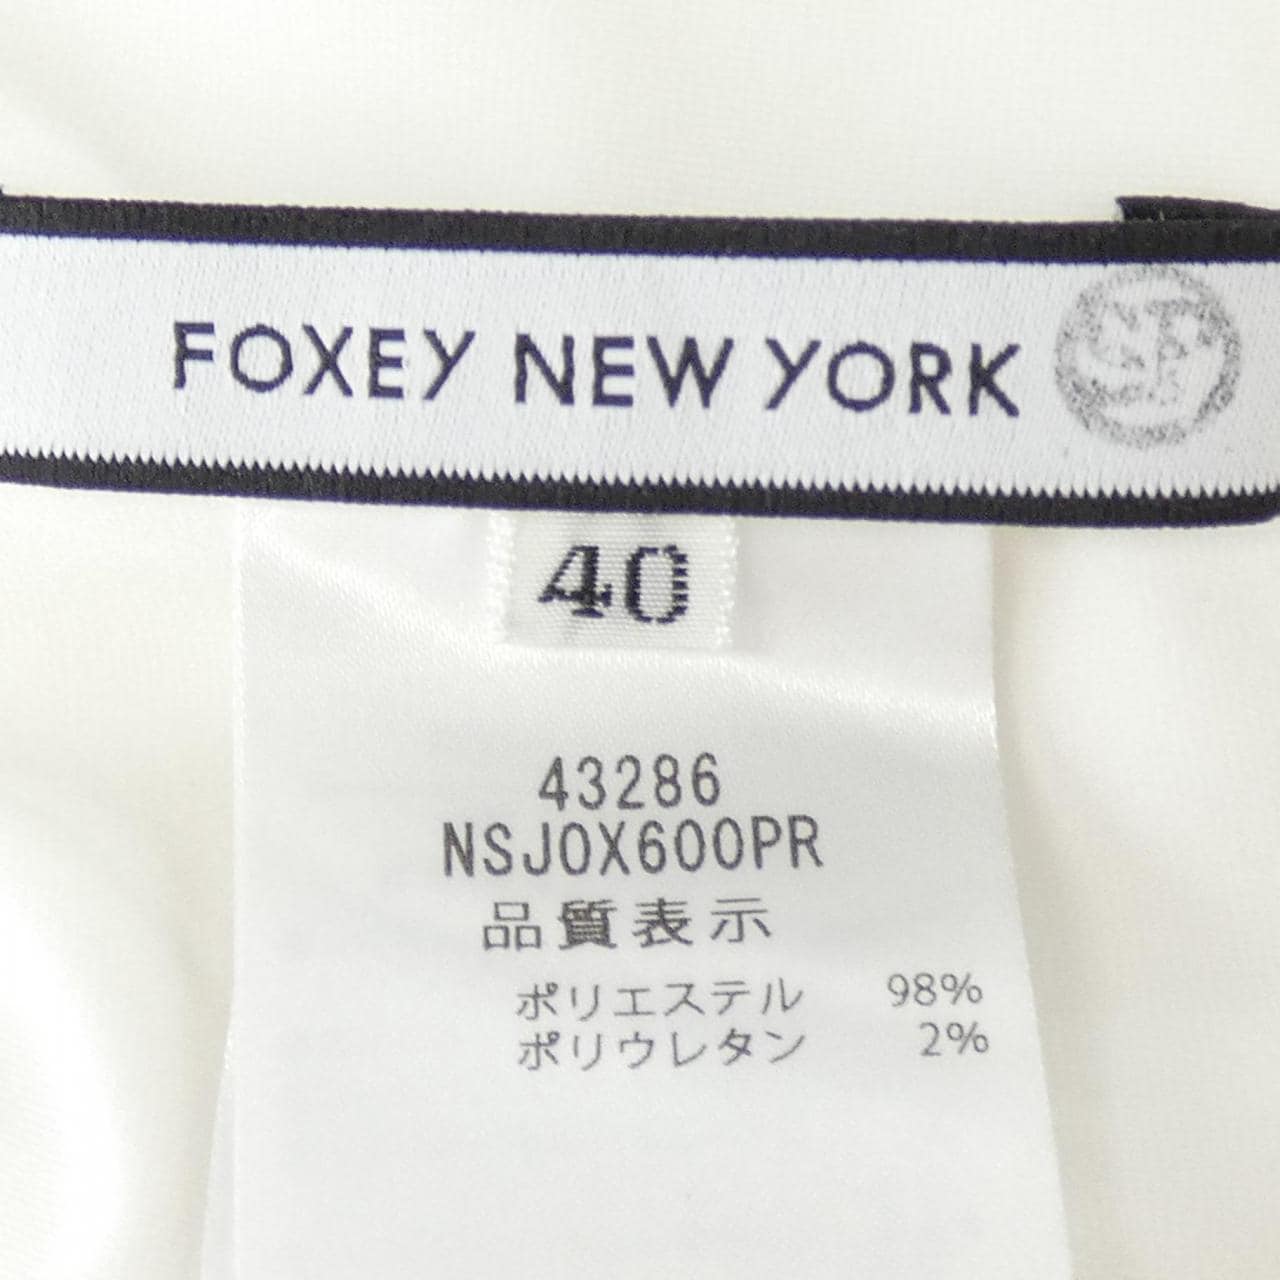 FOXEY NEW YORK
40
43286
NSJOX600PR
品質表示
ポリエステル 98%
ポリウレタン 2%